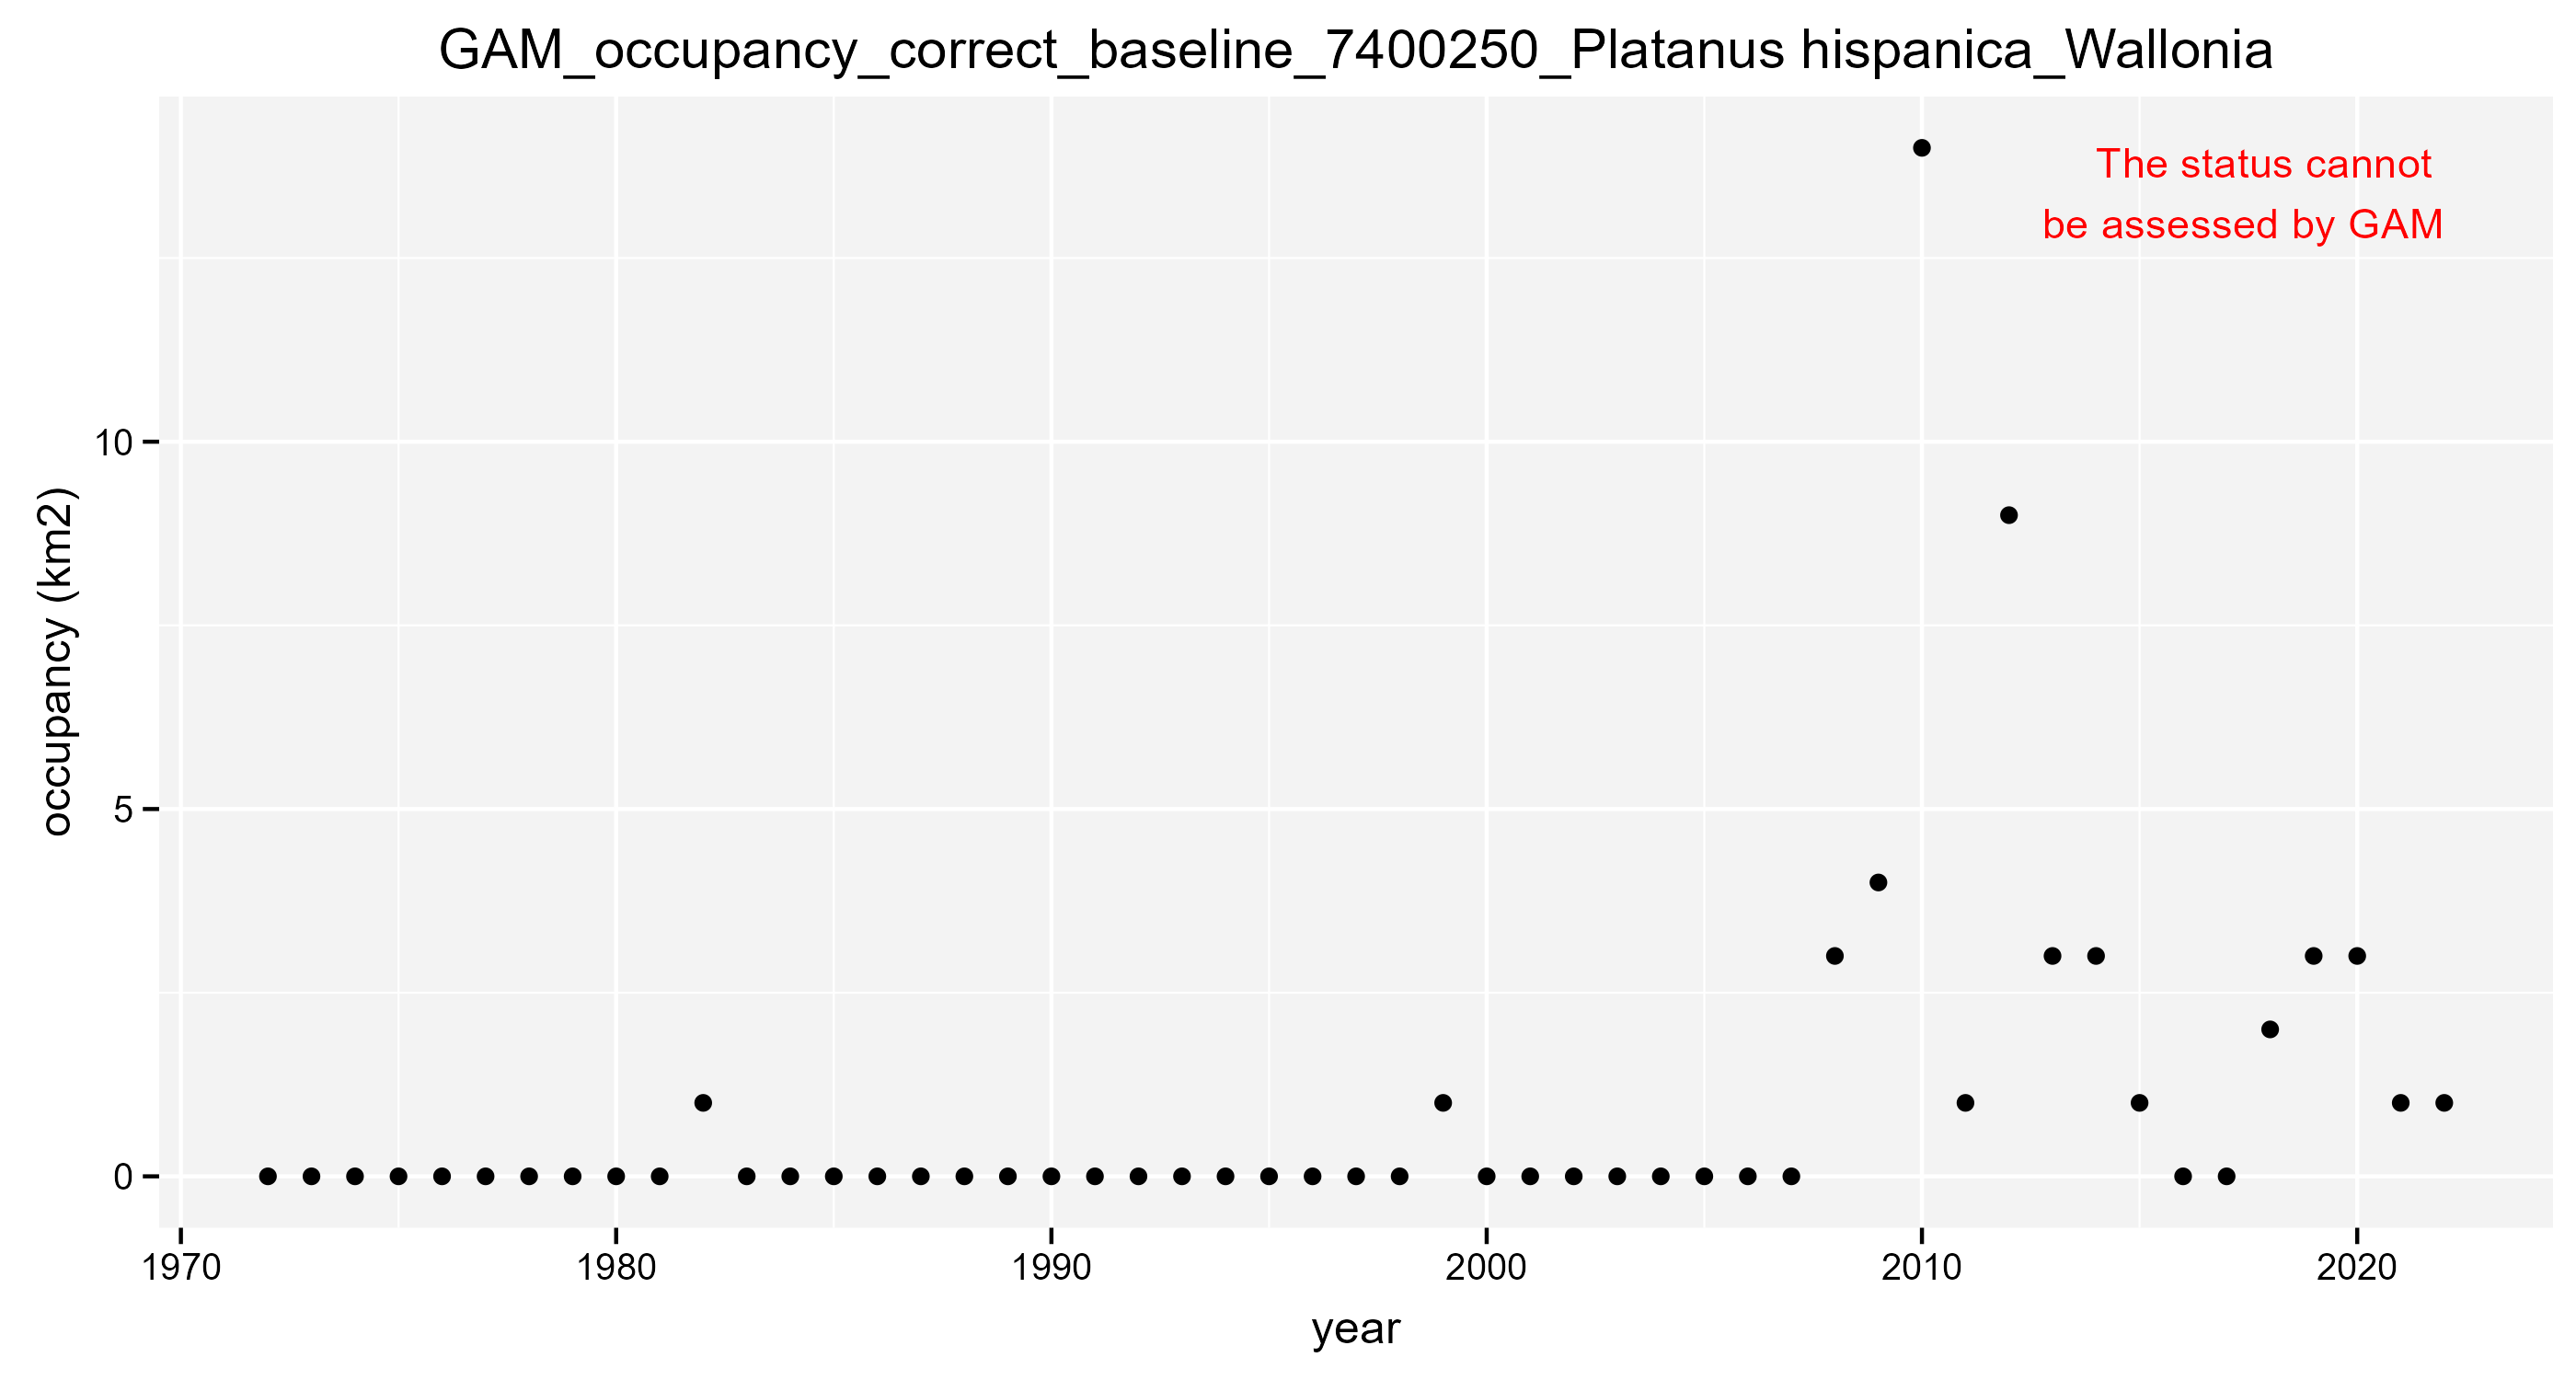 GAM_occupancy_correct_baseline_7400250_Platanus hispanica_Wallonia
The status cannot
be assessed by GAM
occupancy (km2)
10
5
0
1970 1980 1990 2000 2010 2020
year